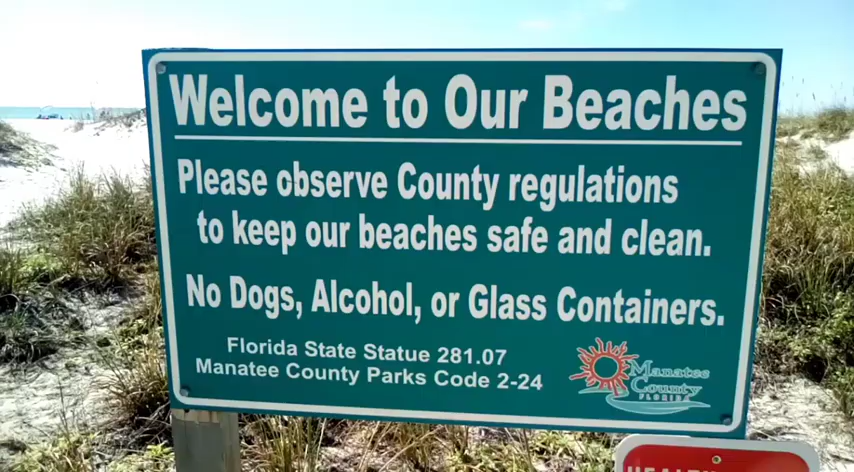 Welcome to Our Beaches
Please observe County regulations
to keep our beaches safe and clean.
No Dogs, Alcohol, or Glass Containers.
Florida State Statue 281.07
Manatee County Parks Code 2-24
Manatee
County
FLORIDA